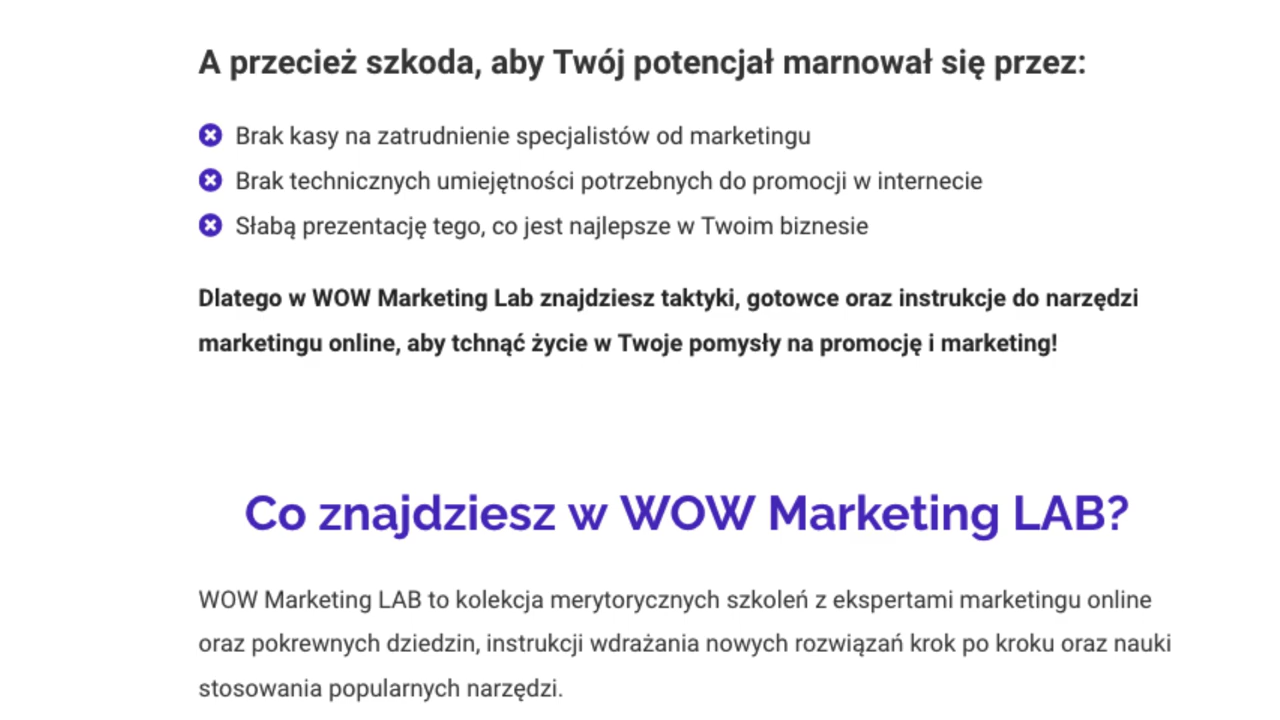 A przecież szkoda, aby Twój potencjał marnował się przez:
Brak kasy na zatrudnienie specjalistów od marketingu
Brak technicznych umiejętności potrzebnych do promocji w internecie
Słabą prezentację tego, co jest najlepsze w Twoim biznesie
Dlatego w WOW Marketing Lab znajdziesz taktyki, gotowce oraz instrukcje do narzędzi
marketingu online, aby tchnąć życie w Twoje pomysły na promocję i marketing!
Co znajdziesz w WOW Marketing LAB?
WOW Marketing LAB to kolekcja merytorycznych szkoleń z ekspertami marketingu online
oraz pokrewnych dziedzin, instrukcji wdrażania nowych rozwiązań krok po kroku oraz nauki
stosowania popularnych narzędzi.